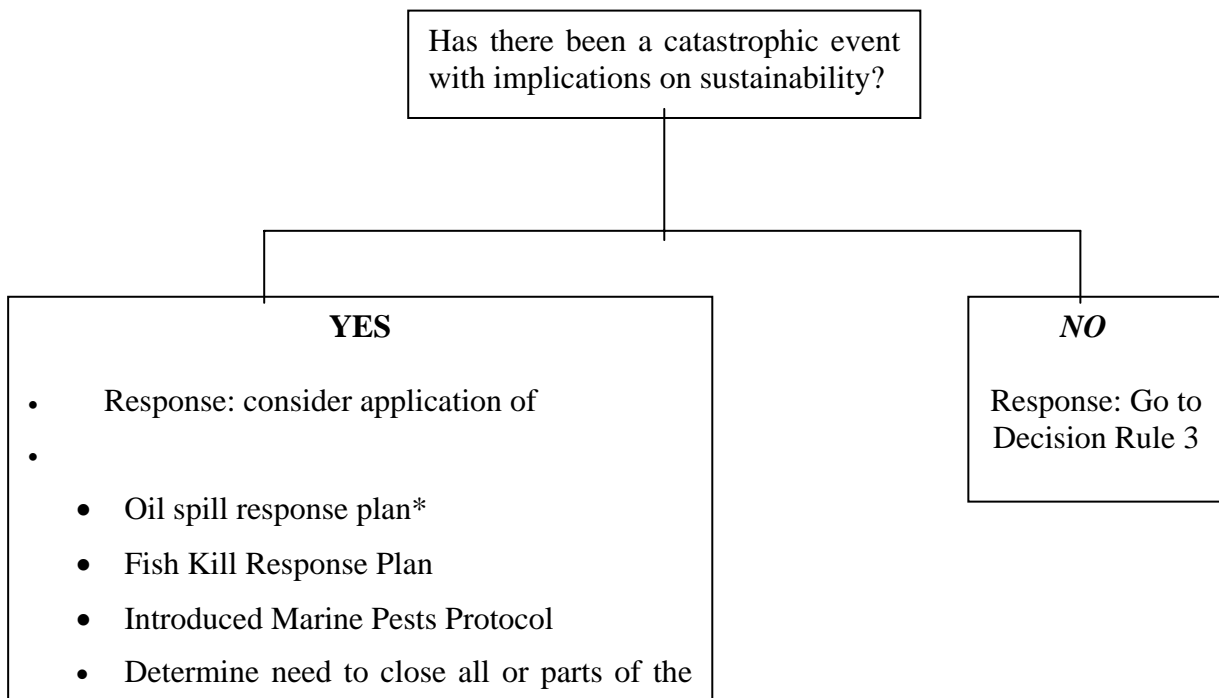 Has there been a catastrophic event
with implications on sustainability?
YES
• Response: consider application of
•
• Oil spill response plan*
• Fish Kill Response Plan
• Introduced Marine Pests Protocol
• Determine need to close all or parts of the
NO
Response: Go to
Decision Rule 3